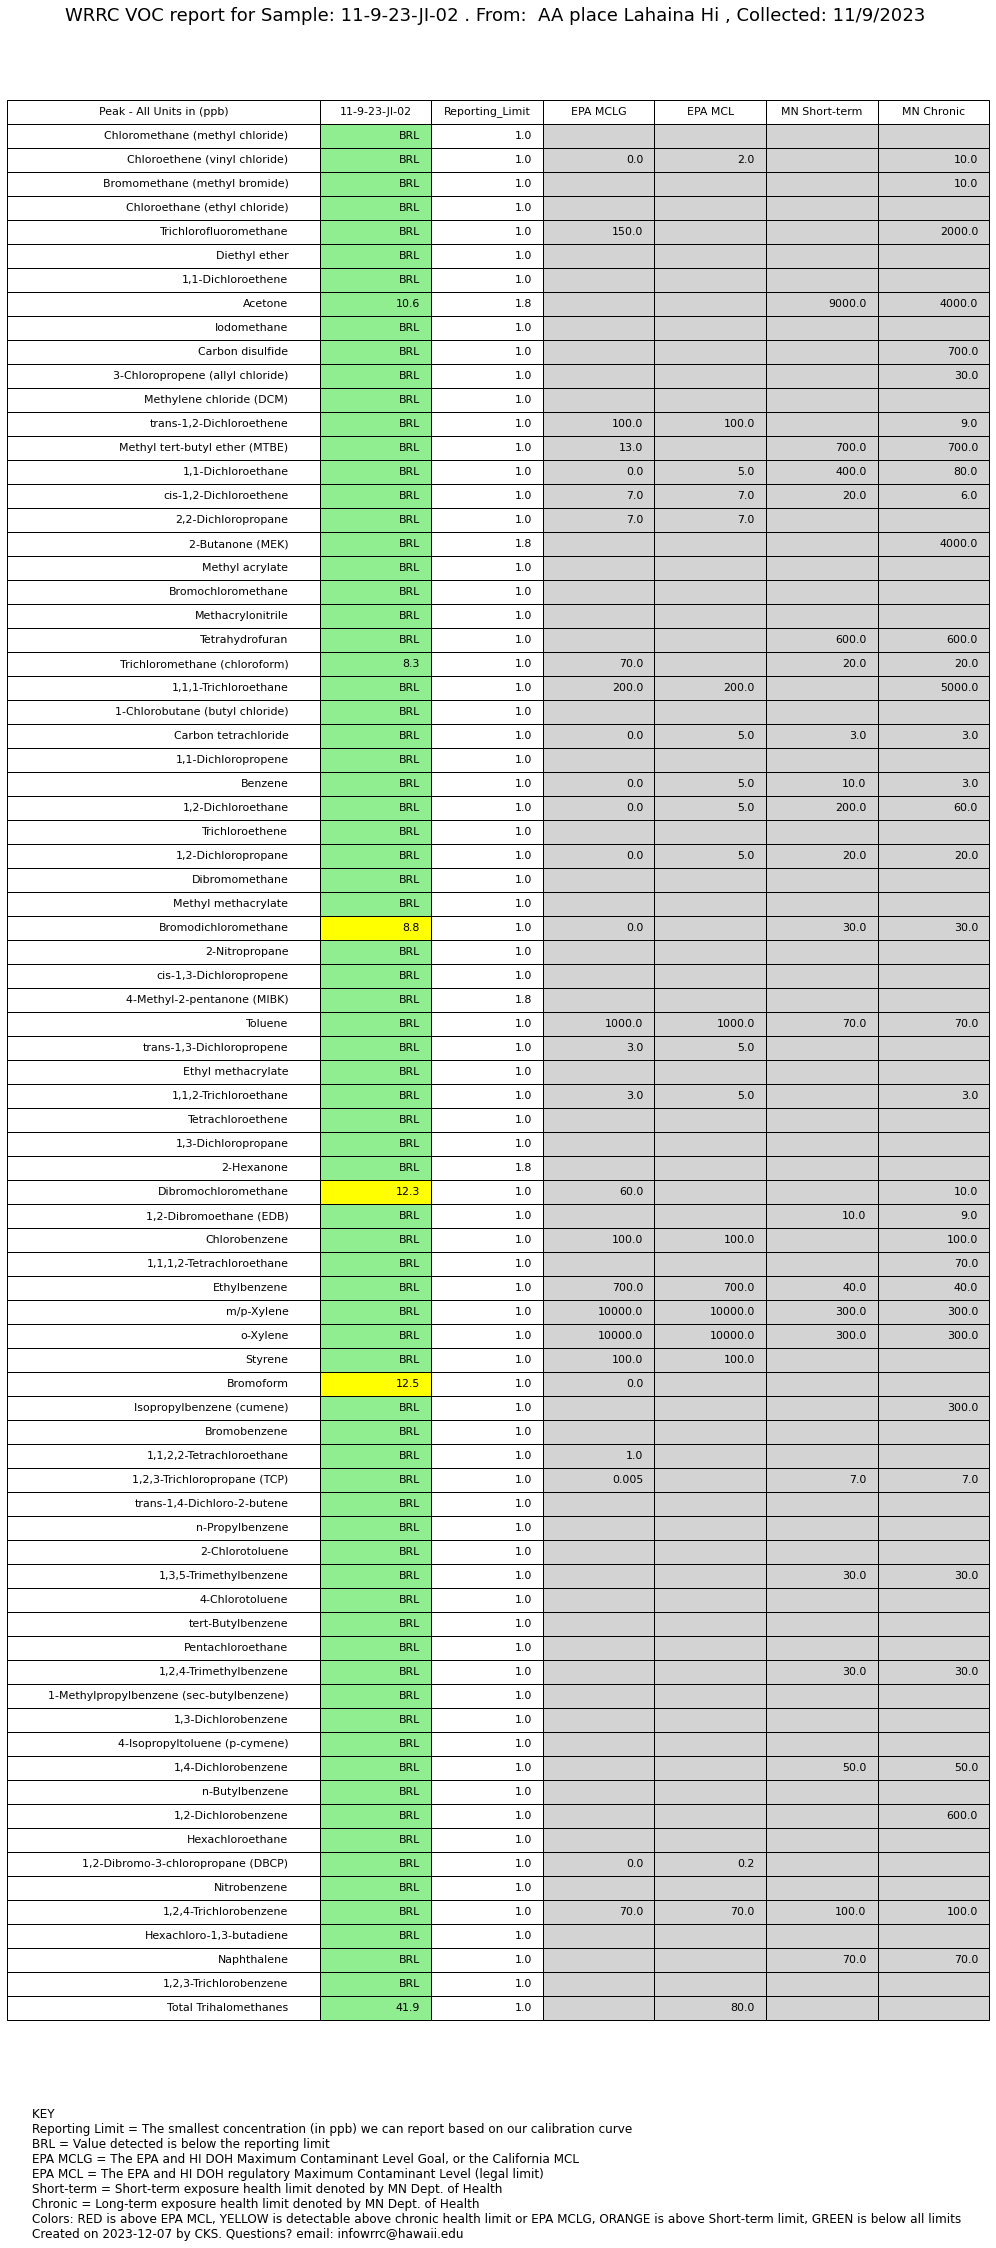 WRRC VOC report for Sample: 11-9-23-JI-02 . From:  AA place Lahaina Hi , Collected: 11/9/2023
Peak - All Units in (ppb) 11-9-23-JI-02 Reporting_Limit EPA MCLG EPA MCL MN Short-term MN Chronic
Chloromethane (methyl chloride) BRL 1.0
Chloroethene (vinyl chloride) BRL 1.0 0.0 2.0 10.0
Bromomethane (methyl bromide) BRL 1.0 10.0
Chloroethane (ethyl chloride) BRL 1.0
Trichlorofluoromethane BRL 1.0 150.0 2000.0
Diethyl ether BRL 1.0
1,1-Dichloroethene BRL 1.0
Acetone 10.6 1.8 9000.0 4000.0
Iodomethane BRL 1.0
Carbon disulfide BRL 1.0 700.0
3-Chloropropene (allyl chloride) BRL 1.0 30.0
Methylene chloride (DCM) BRL 1.0
trans-1,2-Dichloroethene BRL 1.0 100.0 100.0 9.0
Methyl tert-butyl ether (MTBE) BRL 1.0 13.0 700.0 700.0
1,1-Dichloroethane BRL 1.0 0.0 5.0 400.0 80.0
cis-1,2-Dichloroethene BRL 1.0 7.0 7.0 20.0 6.0
2,2-Dichloropropane BRL 1.0 7.0 7.0
2-Butanone (MEK) BRL 1.8 4000.0
Methyl acrylate BRL 1.0
Bromochloromethane BRL 1.0
Methacrylonitrile BRL 1.0
Tetrahydrofuran BRL 1.0 600.0 600.0
Trichloromethane (chloroform) 8.3 1.0 70.0 20.0 20.0
1,1,1-Trichloroethane BRL 1.0 200.0 200.0 5000.0
1-Chlorobutane (butyl chloride) BRL 1.0
Carbon tetrachloride BRL 1.0 0.0 5.0 3.0 3.0
1,1-Dichloropropene BRL 1.0
Benzene BRL 1.0 0.0 5.0 10.0 3.0
1,2-Dichloroethane BRL 1.0 0.0 5.0 200.0 60.0
Trichloroethene BRL 1.0
1,2-Dichloropropane BRL 1.0 0.0 5.0 20.0 20.0
Dibromomethane BRL 1.0
Methyl methacrylate BRL 1.0
Bromodichloromethane 8.8 1.0 0.0 30.0 30.0
2-Nitropropane BRL 1.0
cis-1,3-Dichloropropene BRL 1.0
4-Methyl-2-pentanone (MIBK) BRL 1.8
Toluene BRL 1.0 1000.0 1000.0 70.0 70.0
trans-1,3-Dichloropropene BRL 1.0 3.0 5.0
Ethyl methacrylate BRL 1.0
1,1,2-Trichloroethane BRL 1.0 3.0 5.0 3.0
Tetrachloroethene BRL 1.0
1,3-Dichloropropane BRL 1.0
2-Hexanone BRL 1.8
Dibromochloromethane 12.3 1.0 60.0 10.0
1,2-Dibromoethane (EDB) BRL 1.0 10.0 9.0
Chlorobenzene BRL 1.0 100.0 100.0 100.0
1,1,1,2-Tetrachloroethane BRL 1.0 70.0
Ethylbenzene BRL 1.0 700.0 700.0 40.0 40.0
m/p-Xylene BRL 1.0 10000.0 10000.0 300.0 300.0
o-Xylene BRL 1.0 10000.0 10000.0 300.0 300.0
Styrene BRL 1.0 100.0 100.0
Bromoform 12.5 1.0 0.0
Isopropylbenzene (cumene) BRL 1.0 300.0
Bromobenzene BRL 1.0
1,1,2,2-Tetrachloroethane BRL 1.0 1.0
1,2,3-Trichloropropane (TCP) BRL 1.0 0.005 7.0 7.0
trans-1,4-Dichloro-2-butene BRL 1.0
n-Propylbenzene BRL 1.0
2-Chlorotoluene BRL 1.0
1,3,5-Trimethylbenzene BRL 1.0 30.0 30.0
4-Chlorotoluene BRL 1.0
tert-Butylbenzene BRL 1.0
Pentachloroethane BRL 1.0
1,2,4-Trimethylbenzene BRL 1.0 30.0 30.0
1-Methylpropylbenzene (sec-butylbenzene) BRL 1.0
1,3-Dichlorobenzene BRL 1.0
4-Isopropyltoluene (p-cymene) BRL 1.0
1,4-Dichlorobenzene BRL 1.0 50.0 50.0
n-Butylbenzene BRL 1.0
1,2-Dichlorobenzene BRL 1.0 600.0
Hexachloroethane BRL 1.0
1,2-Dibromo-3-chloropropane (DBCP) BRL 1.0 0.0 0.2
Nitrobenzene BRL 1.0
1,2,4-Trichlorobenzene BRL 1.0 70.0 70.0 100.0 100.0
Hexachloro-1,3-butadiene BRL 1.0
Naphthalene BRL 1.0 70.0 70.0
1,2,3-Trichlorobenzene BRL 1.0
Total Trihalomethanes 41.9 1.0 80.0
KEY
Reporting Limit = The smallest concentration (in ppb) we can report based on our calibration curve
BRL = Value detected is below the reporting limit
EPA MCLG = The EPA and HI DOH Maximum Contaminant Level Goal, or the California MCL
EPA MCL = The EPA and HI DOH regulatory Maximum Contaminant Level (legal limit)
Short-term = Short-term exposure health limit denoted by MN Dept. of Health
Chronic = Long-term exposure health limit denoted by MN Dept. of Health
Colors: RED is above EPA MCL, YELLOW is detectable above chronic health limit or EPA MCLG, ORANGE is above Short-term limit, GREEN is below all limits
Created on 2023-12-07 by CKS. Questions? email: infowrrc@hawaii.edu